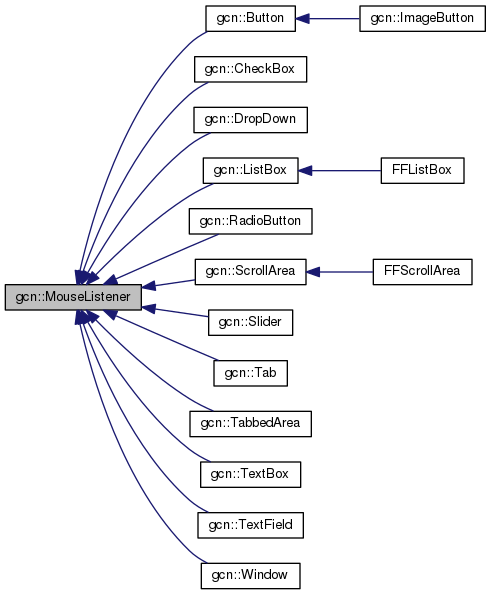 gcn::Button
gcn::ImageButton
gcn::CheckBox
gcn::DropDown
gcn::ListBox
FFListBox
gcn::RadioButton
gcn::ScrollArea
FFScrollArea
gcn::MouseListener
gcn::Slider
gcn::Tab
gcn::TabbedArea
gcn::TextBox
gcn::TextField
gcn::Window